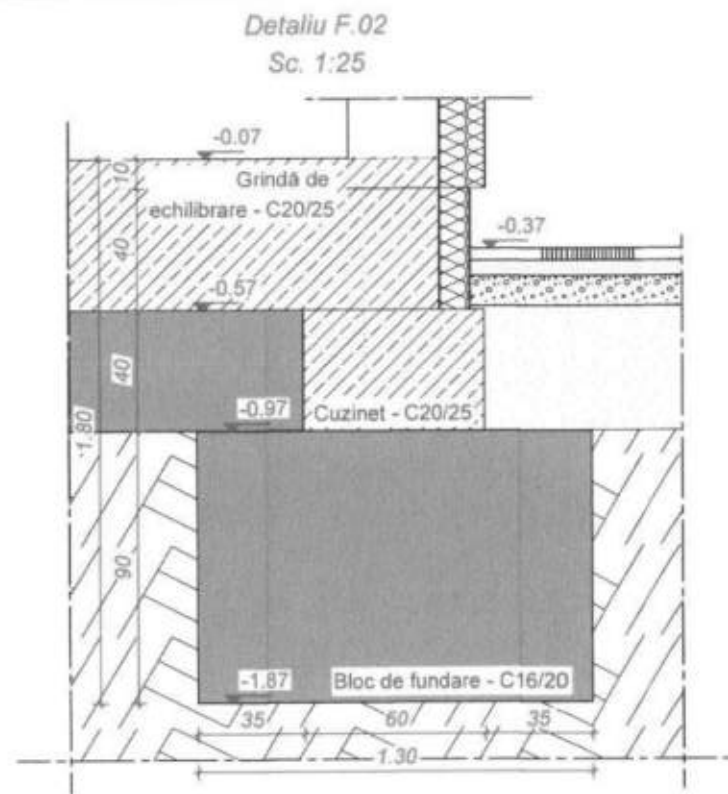 Detaliu F.02
Sc. 1:25
-0.07
10
Grindă de
echilibrare - C20/25
-0.37
40
-0.57
40
-0.97
Cuzinet - C20/25
1.80
90
-1.87
Bloc de fundare - C16/20
35
60
35
1.30